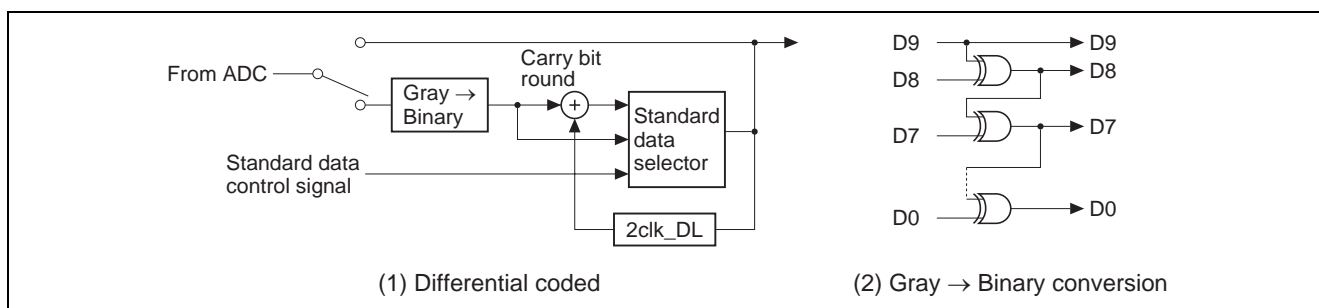 From ADC
Gray →
Binary
Carry bit
round
+
Standard
data
selector
Standard data
control signal
2clk_DL
(1) Differential coded
D9
D9
D8
D8
D7
D7
D0
D0
(2) Gray → Binary conversion